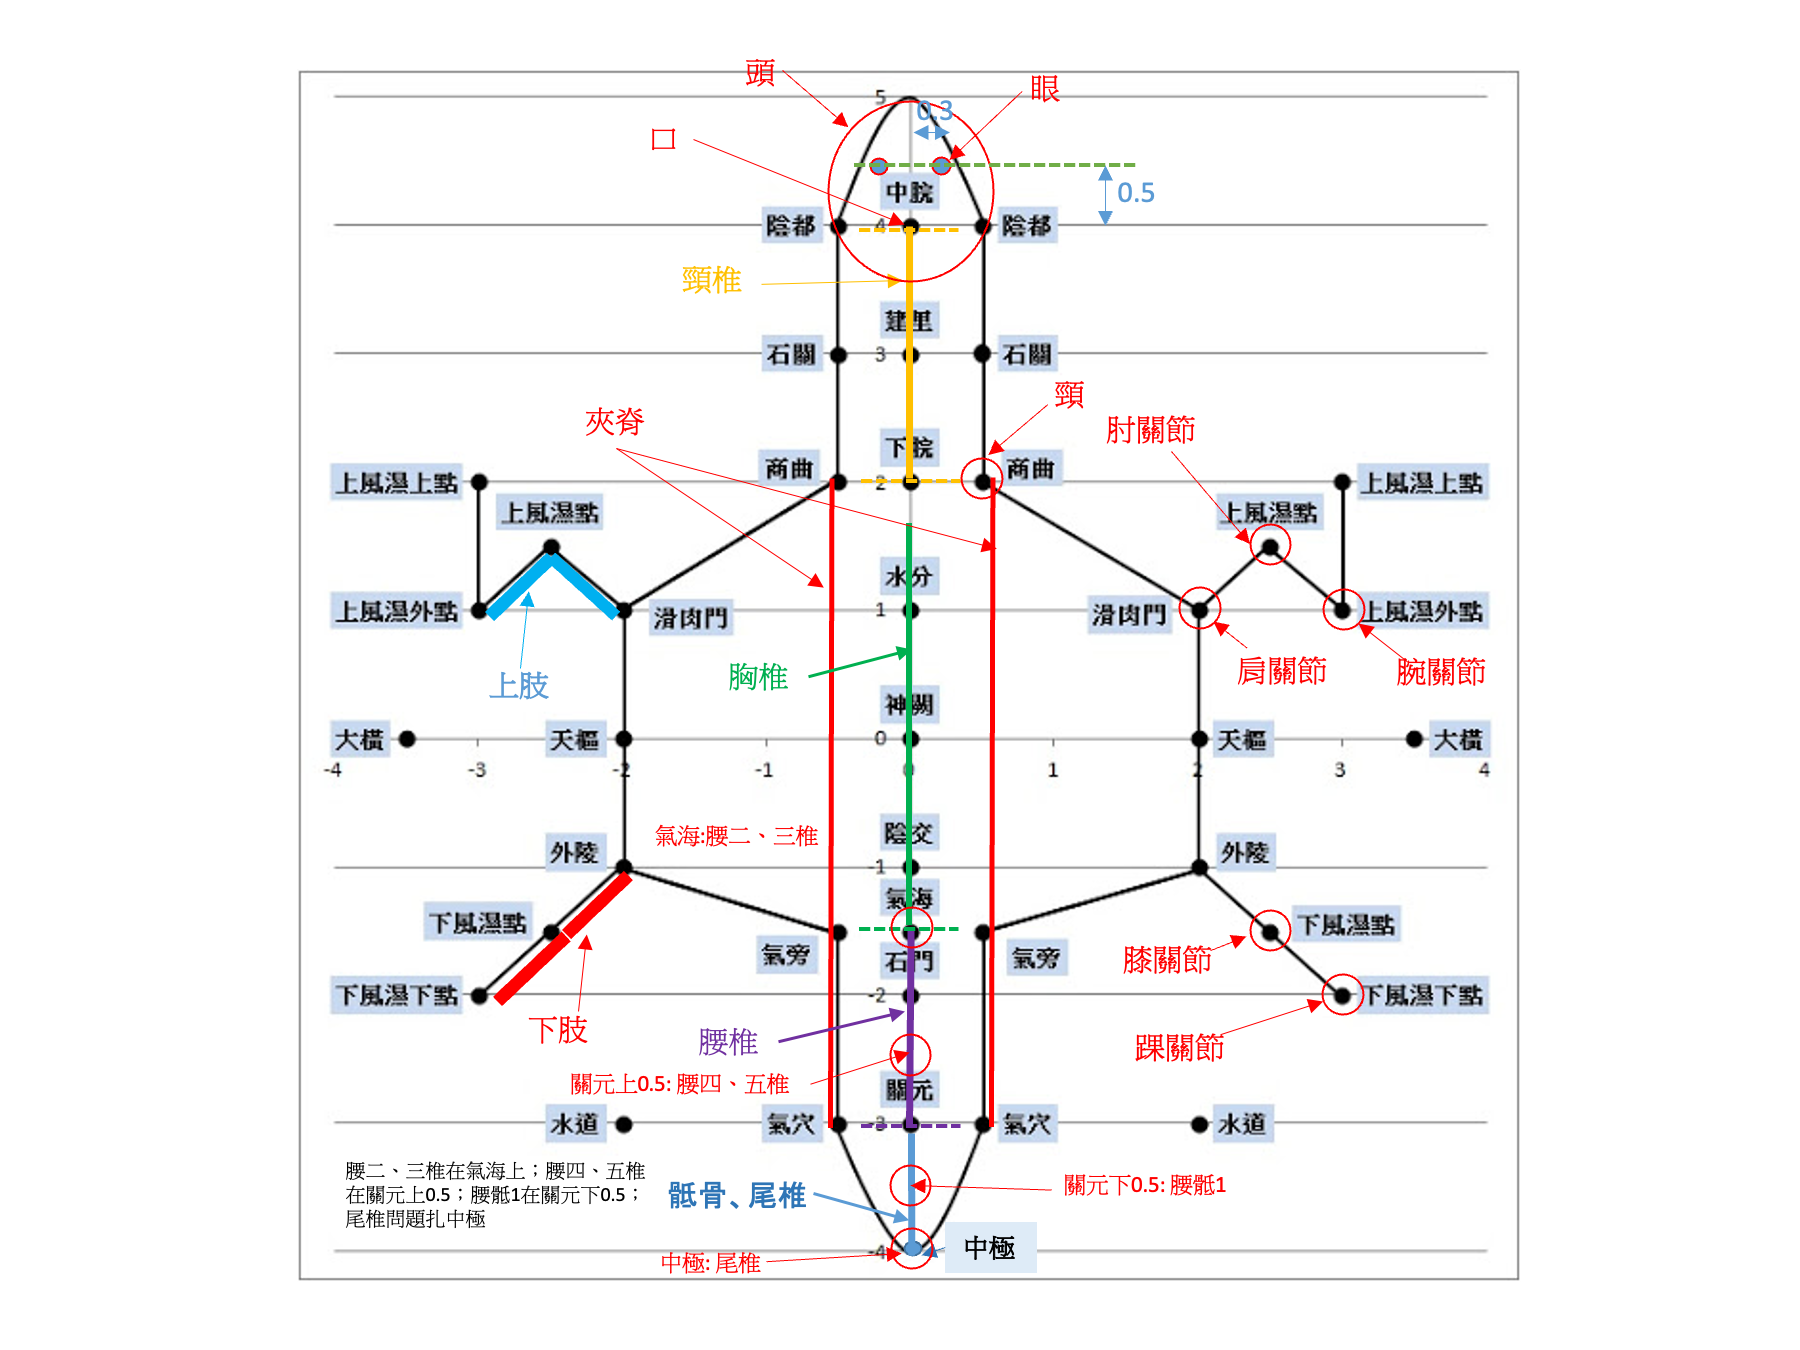 頭
眼
5
0.3
口
中脘
0.5
陰都
4
陰都
頸椎
建里
石關
3
石關
頸
夾脊
肘關節
下脘
商曲
商曲
上風濕上點
2
上風濕上點
上風濕點
上風濕點
水分
上風濕外點
滑肉門
1
滑肉門
上風濕外點
肩關節
腕關節
胸椎
上肢
神闕
大橫
天樞
0
天樞
大橫
-4
-3
-2
-1
0
1
2
3
4
氣海:腰二、三椎
陰交
外陵
外陵
-1
氣海
下風濕點
下風濕點
氣旁
石門
氣旁
膝關節
下風濕下點
-2
下風濕下點
下肢
腰椎
踝關節
關元上0.5: 腰四、五椎
關元
水道
氣穴
-3
氣穴
水道
腰二、三椎在氣海上；腰四、五椎
在關元上0.5；腰骶1在關元下0.5；
尾椎問題扎中極
骶骨、尾椎
關元下0.5: 腰骶1
-4
中極
中極: 尾椎